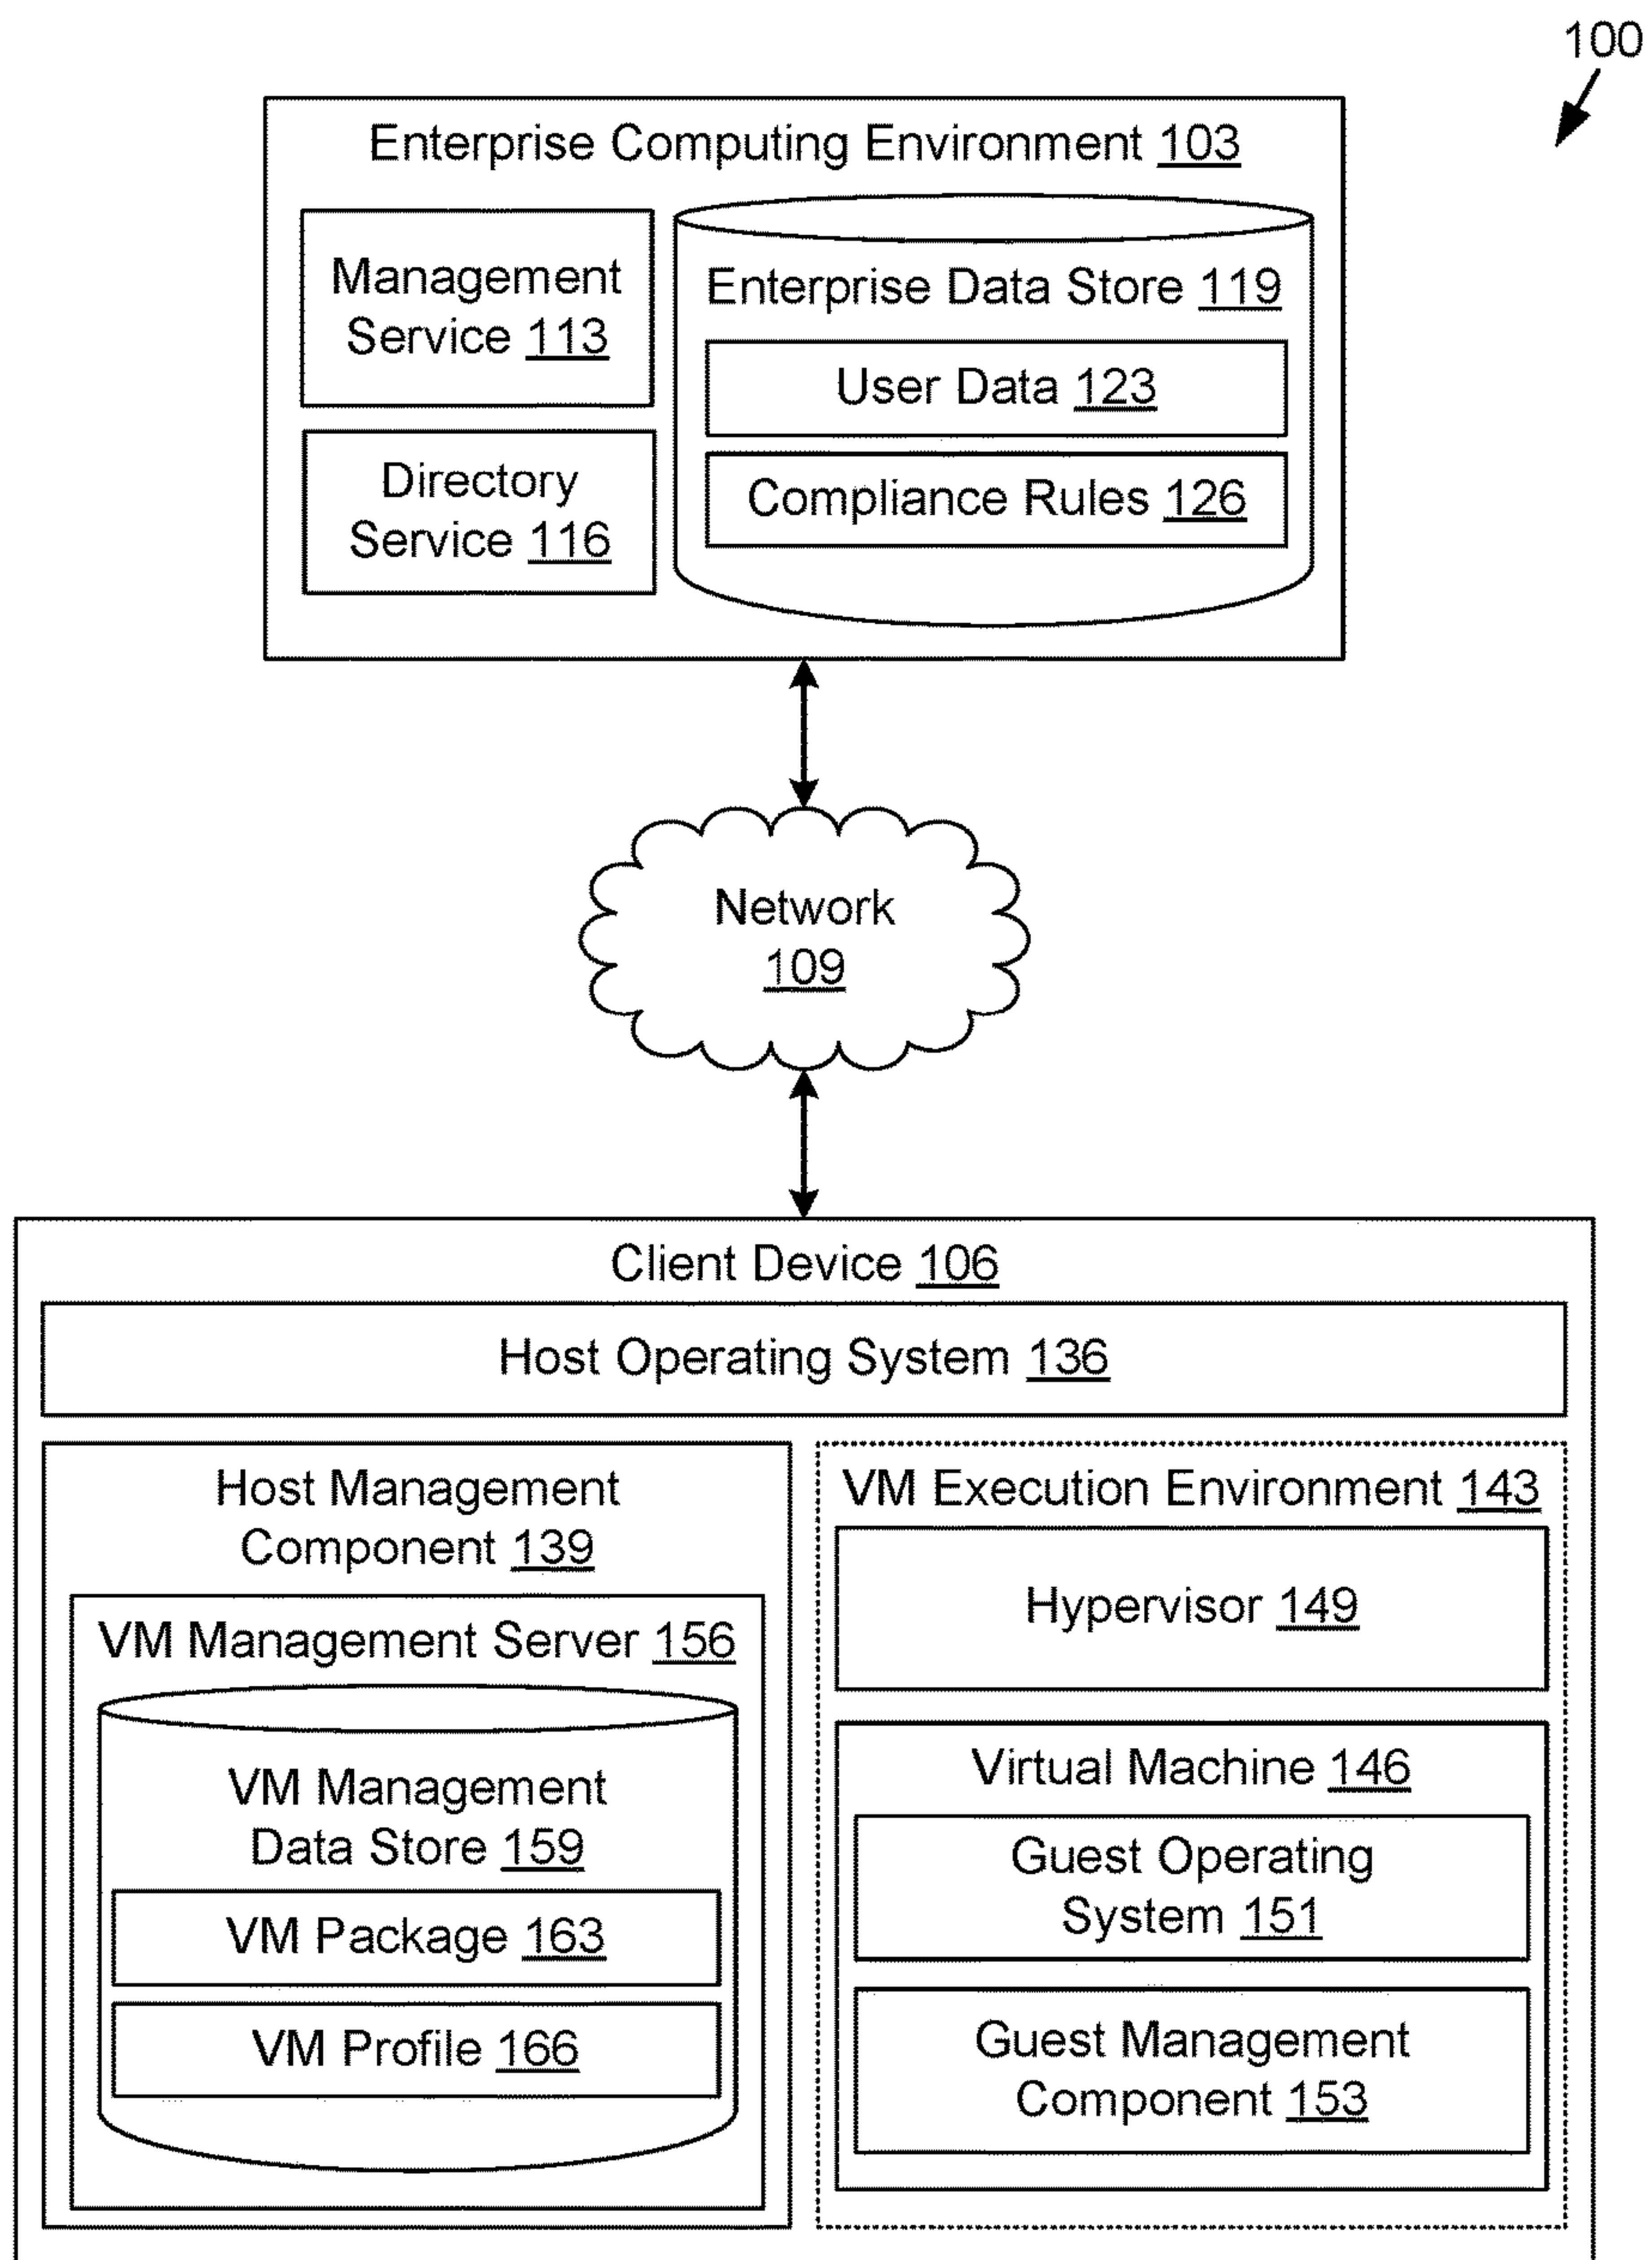 100
Enterprise Computing Environment 103
Management
Service 113
Directory
Service 116
Enterprise Data Store 119
User Data 123
Compliance Rules 126
Network
109
Client Device 106
Host Operating System 136
Host Management
Component 139
VM Management Server 156
VM Management
Data Store 159
VM Package 163
VM Profile 166
VM Execution Environment 143
Hypervisor 149
Virtual Machine 146
Guest Operating
System 151
Guest Management
Component 153